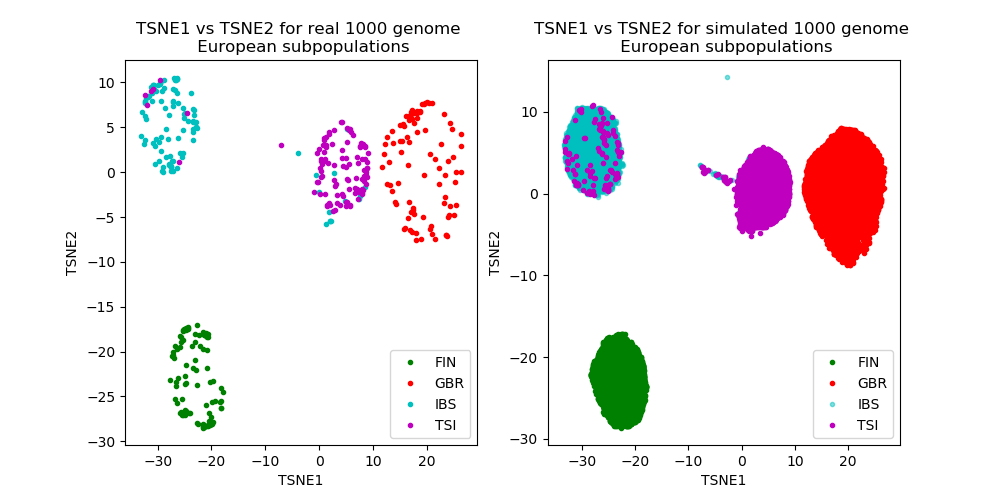 TSNE1 vs TSNE2 for real 1000 genome
European subpopulations
TSNE2
10
5
0
−5
−10
−15
−20
−25
−30
−30
−20
−10
0
10
20
TSNE1
FIN
GBR
IBS
TSI
TSNE1 vs TSNE2 for simulated 1000 genome
European subpopulations
TSNE2
10
0
−10
−20
−30
−30
−20
−10
0
10
20
TSNE1
FIN
GBR
IBS
TSI